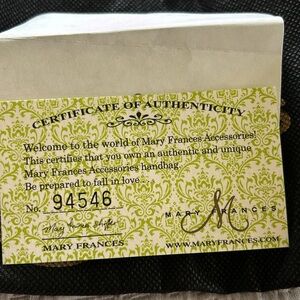 CERTIFICATE OF AUTHENTICITY
Welcome to the world of Mary Frances Accessories!
This certifies that you own an authentic and unique
Mary Frances Accessories handbag.
Be prepared to fall in love
No. 94546
M
MARY FRANCES
MARY FRANCES
WWW.MARYFRANCES.COM